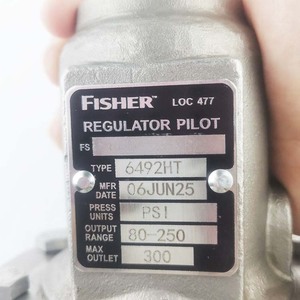 FISHER™ LOC 477
REGULATOR PILOT
FS
TYPE 6492HT
MFR DATE 06JUN25
PRESS UNITS PSI
OUTPUT RANGE 80-250
MAX OUTLET 300